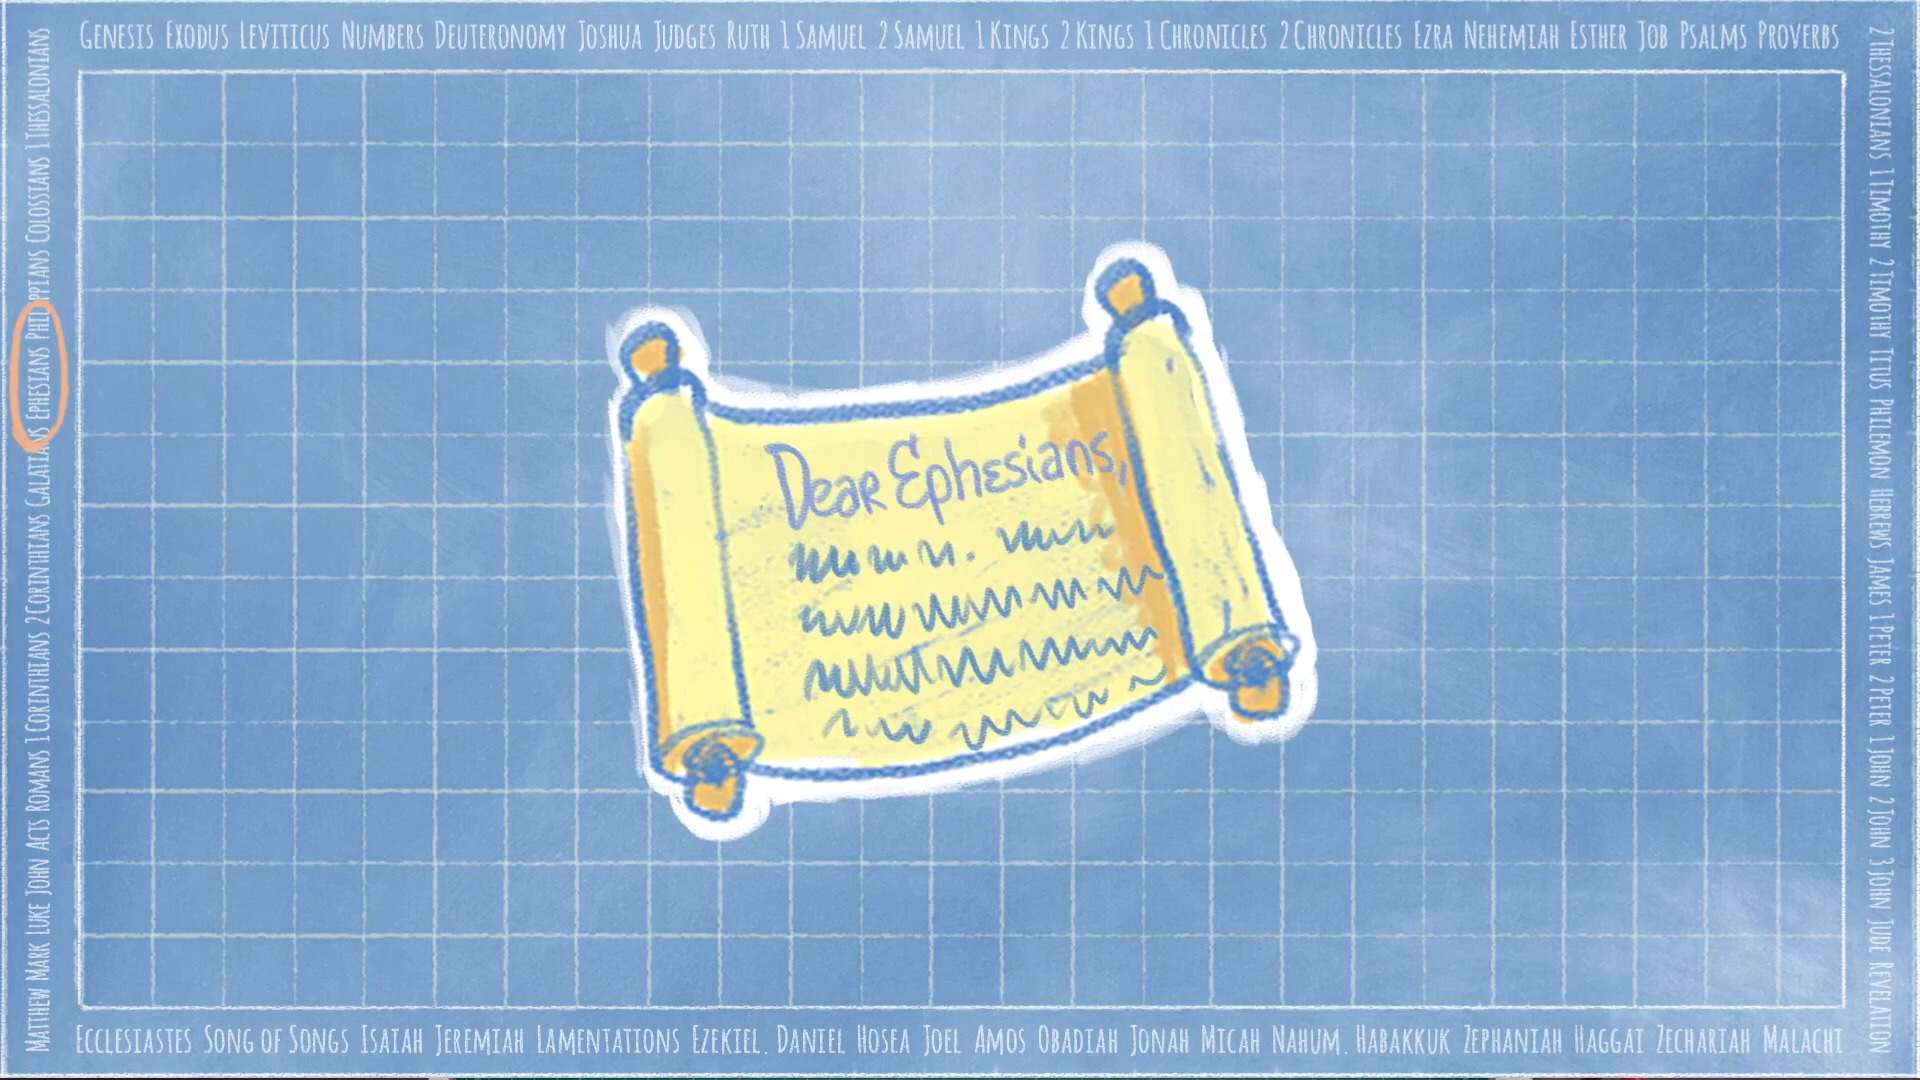 Genesis Exodus Leviticus Numbers Deuteronomy Joshua Judges Ruth 1 Samuel 2 Samuel 1 Kings 2 Kings 1 Chronicles 2 Chronicles Ezra Nehemiah Esther Job Psalms Proverbs
Dear Ephesians,
Ecclesiastes Song of Songs Isaiah Jeremiah Lamentations Ezekiel. Daniel Hosea Joel Amos Obadiah Jonah Micah Nahum. Habakkuk Zephaniah Haggai Zechariah Malachi
Matthew Mark Luke John Acts Romans 1 Corinthians 2 Corinthians Galatians Ephesians Philippians Colossians 1 Thessalonians
2 Thessalonians 1 Timothy 2 Timothy Titus Philemon Hebrews James 1 Peter 2 Peter 1 John 2 John 3 John Jude Revelation